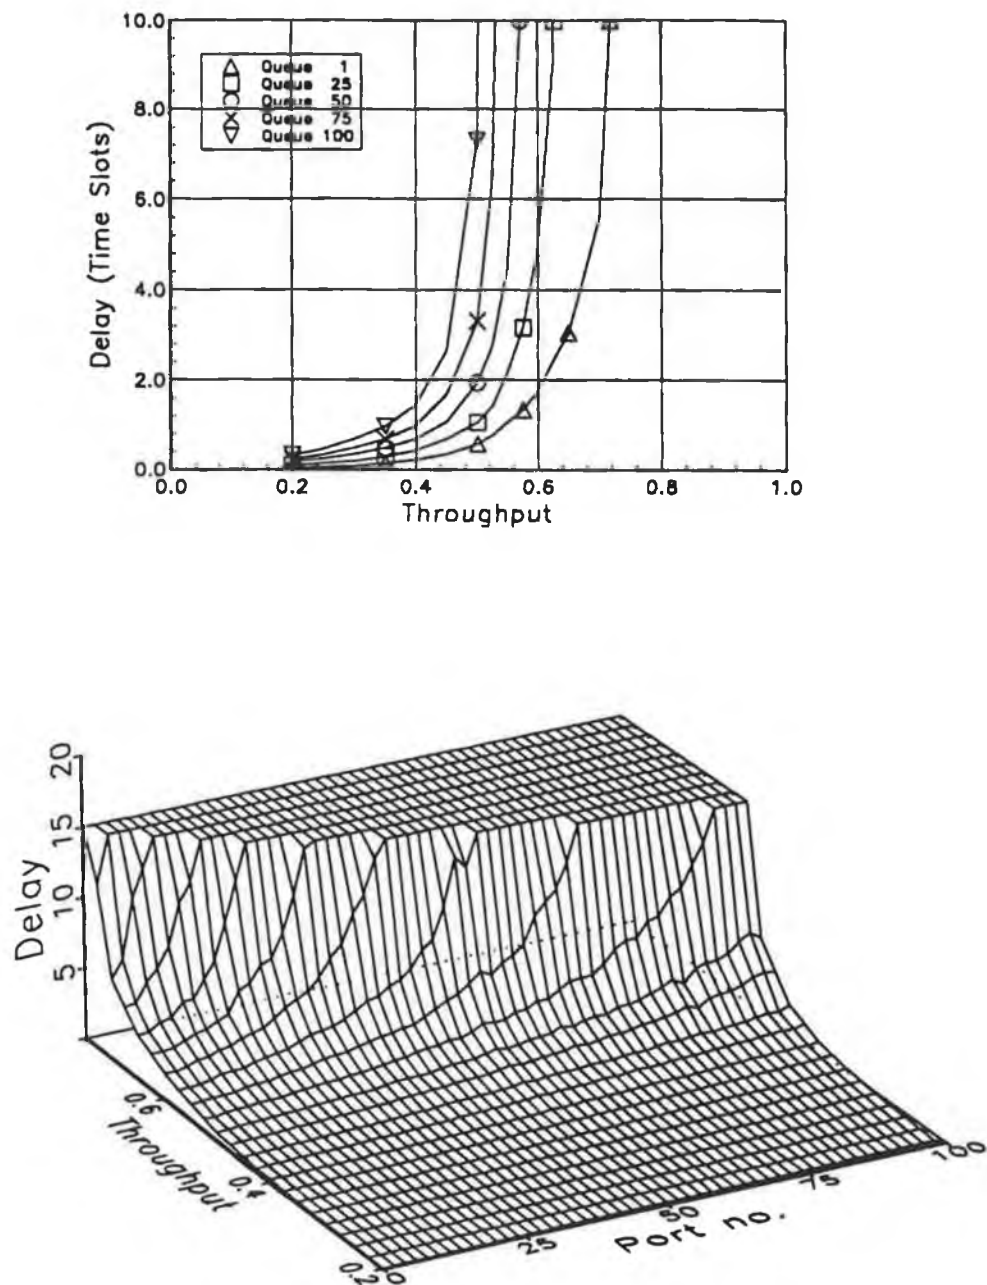 10.0
8.0
6.0
4.0
2.0
0.0
Delay (Time Slots)
Queue 1
Queue 25
Queue 50
Queue 75
Queue 100
0.0 0.2 0.4 0.6 0.8 1.0
Throughput
20
15
10
5
Delay
0.6
0.4
0.2
Throughput
0
25
50
75
100
Port no.